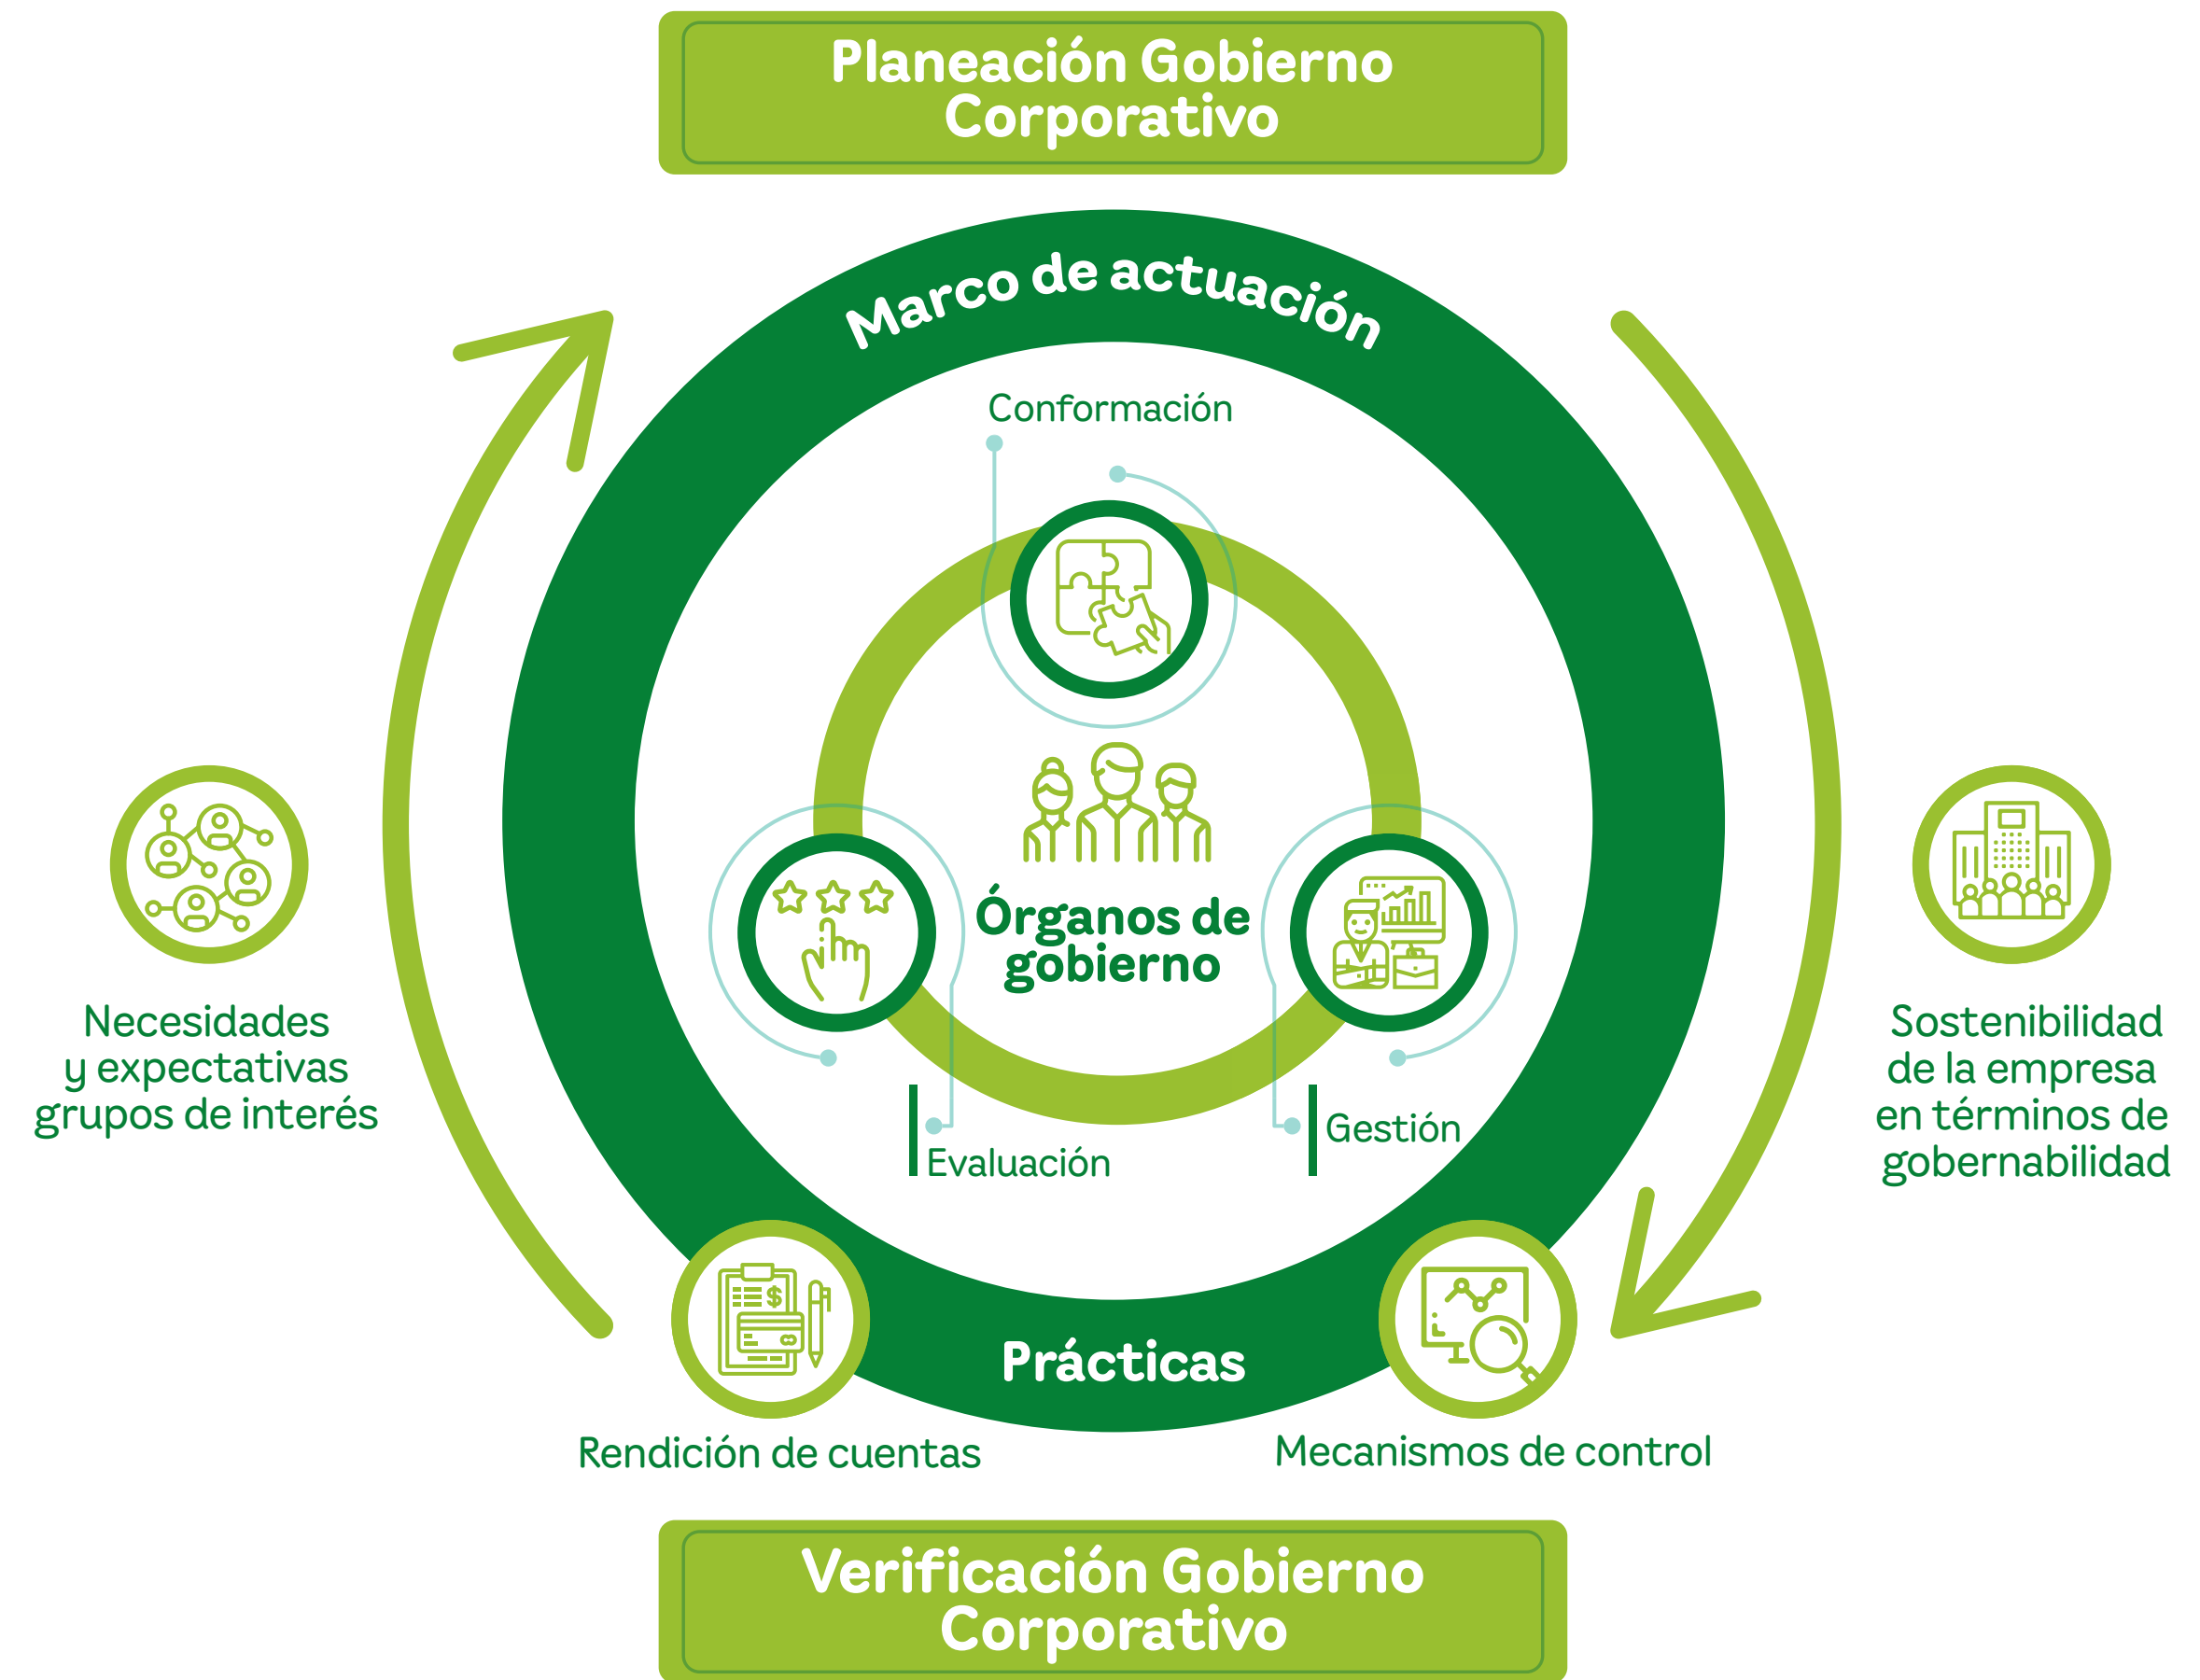 Planeación Gobierno
Corporativo
Marco de actuación
Conformación
Órganos de
gobierno
Necesidades
y expectativas
grupos de interés
Sostenibilidad
de la empresa
en términos de
gobernabilidad
Gestión
Evaluación
$
Prácticas
Rendición de cuentas
Mecanismos de control
Verificación Gobierno
Corporativo